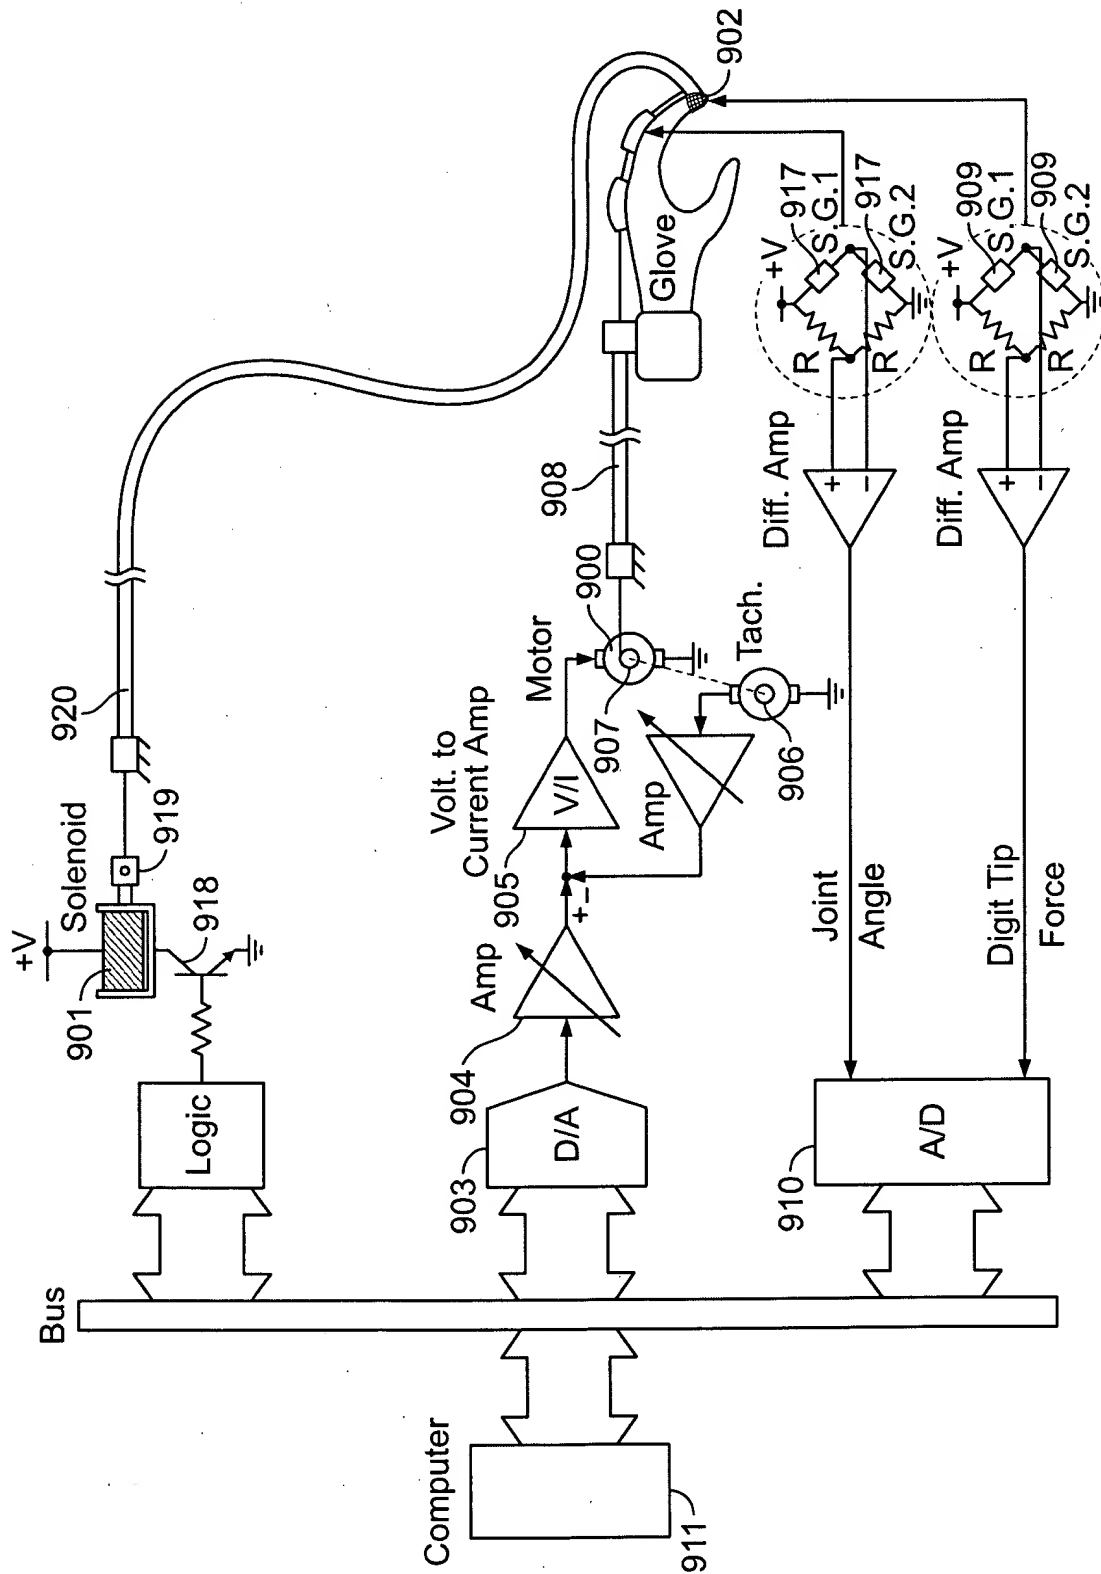 Computer
911
Bus
Logic
+V
Solenoid
901
918
919
920
903
D/A
904
Amp
+
-
905
Volt. to
Current Amp
V/I
Motor
900
907
908
Amp
Tach.
906
Glove
902
910
A/D
Joint
Angle
Diff. Amp
+
-
R
R
+V
917
S.G.1
917
S.G.2
Digit Tip
Force
Diff. Amp
+
-
R
R
+V
909
S.G.1
909
S.G.2